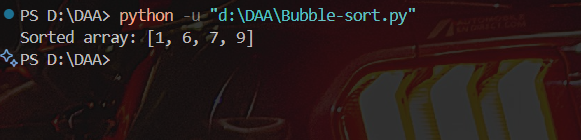 PS D:\DAA> python -u "d:\DAA\Bubble-sort.py"
Sorted array: [1, 6, 7, 9]
PS D:\DAA>